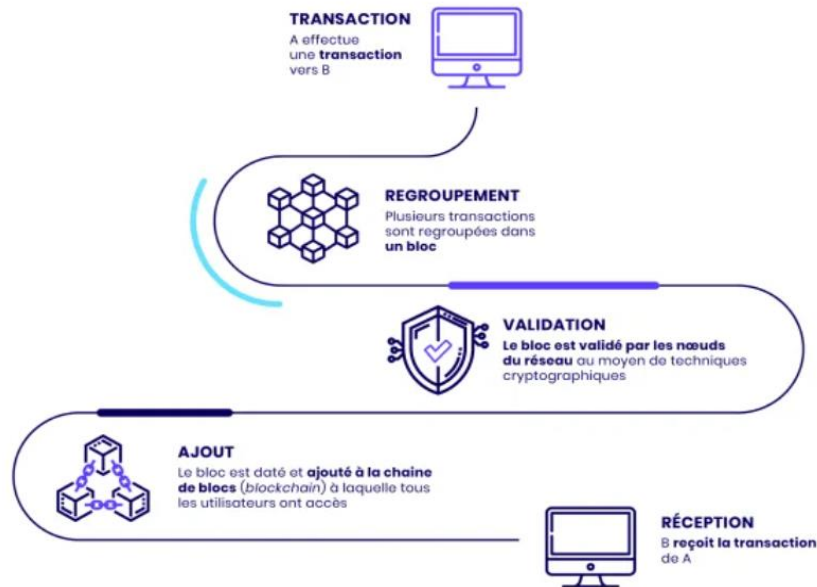 TRANSACTION
A effectue
une transaction
vers B
REGROUPEMENT
Plusieurs transactions
sont regroupées dans
un bloc
VALIDATION
Le bloc est validé par les nœuds
du réseau au moyen de techniques
cryptographiques
AJOUT
Le bloc est daté et ajouté à la chaine
de blocs (blockchain) à laquelle tous
les utilisateurs ont accès
RÉCEPTION
B reçoit la transaction
de A